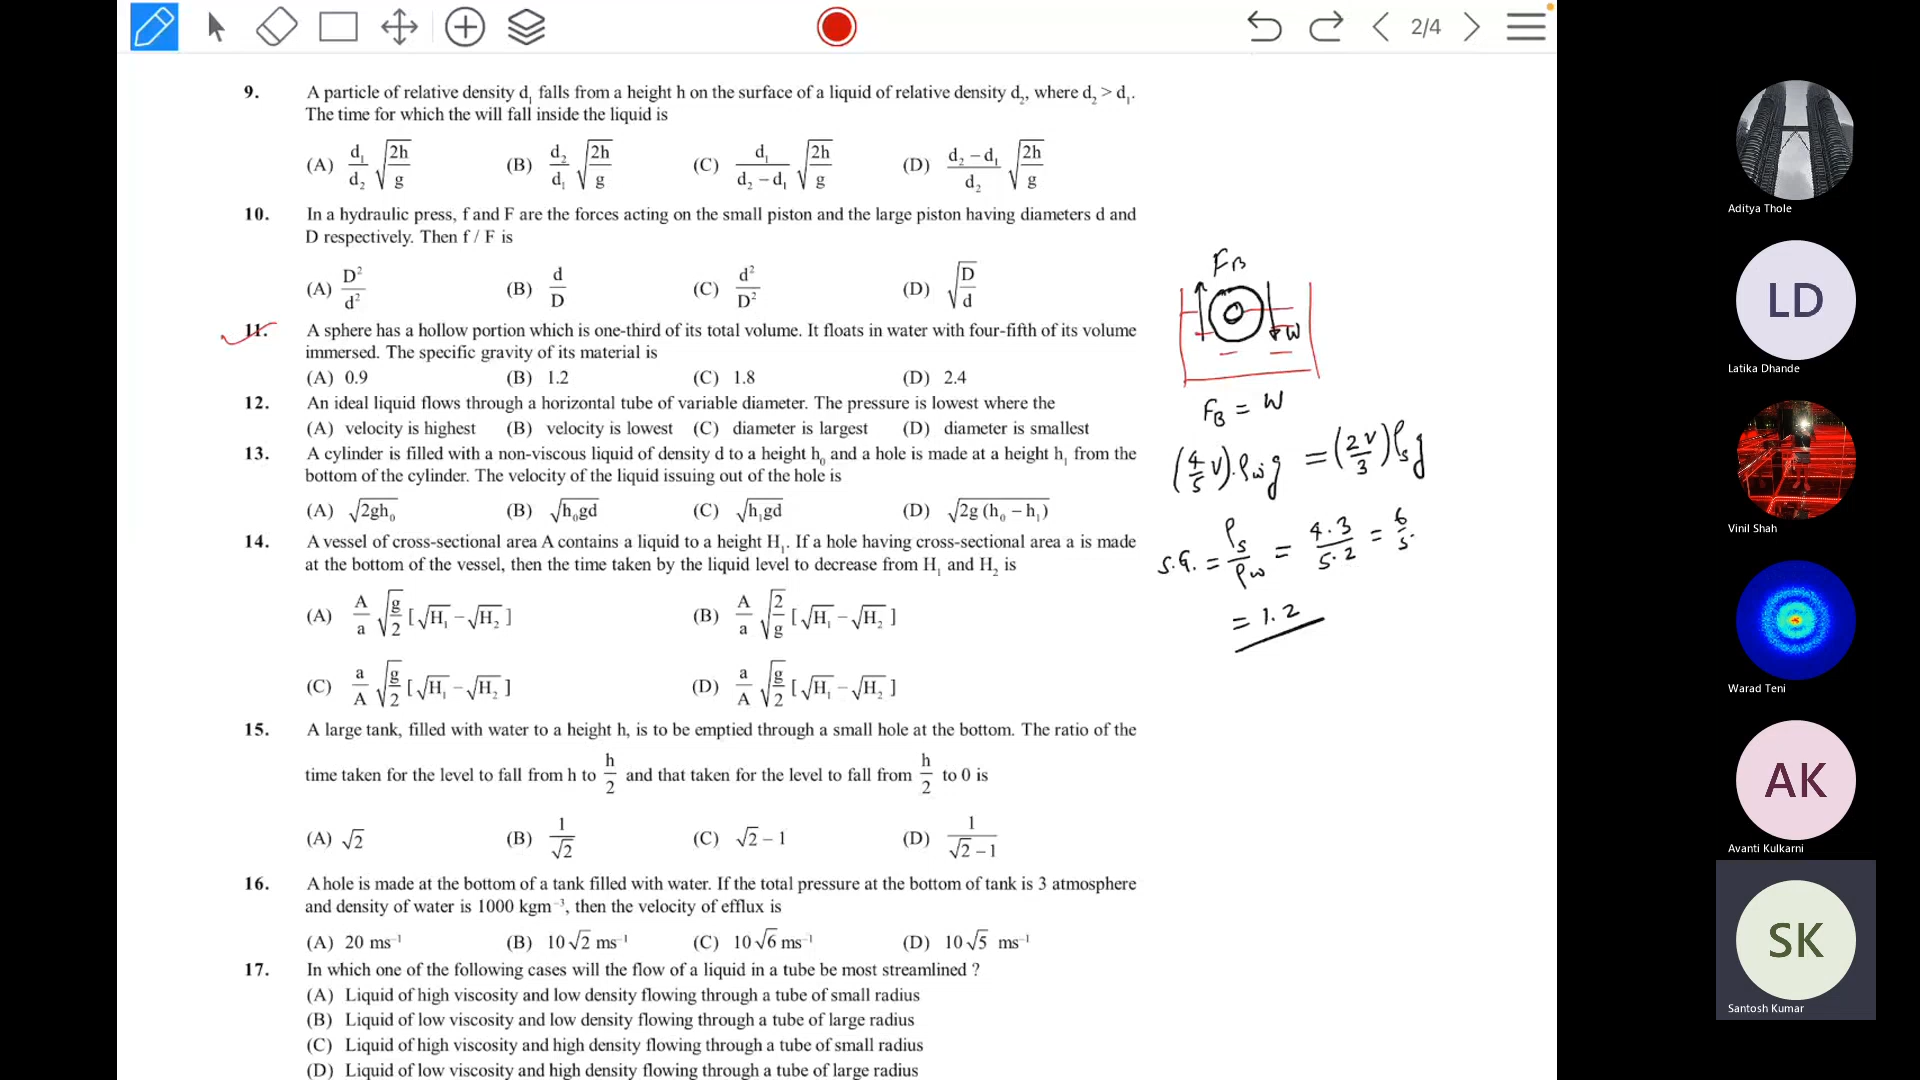 2/4
9. A particle of relative density d₁ falls from a height h on the surface of a liquid of relative density d₂, where d₂ > d₁.
The time for which the will fall inside the liquid is
(A) d₁/d₂ √(2h/g) (B) d₂/d₁ √(2h/g) (C) d₁/(d₂ – d₁) √(2h/g) (D) (d₂ – d₁)/d₂ √(2h/g)
10. In a hydraulic press, f and F are the forces acting on the small piston and the large piston having diameters d and
D respectively. Then f / F is
(A) D²/d² (B) d/D (C) d²/D² (D) √(D/d)
11. A sphere has a hollow portion which is one-third of its total volume. It floats in water with four-fifth of its volume
immersed. The specific gravity of its material is
(A) 0.9 (B) 1.2 (C) 1.8 (D) 2.4
12. An ideal liquid flows through a horizontal tube of variable diameter. The pressure is lowest where the
(A) velocity is highest (B) velocity is lowest (C) diameter is largest (D) diameter is smallest
13. A cylinder is filled with a non-viscous liquid of density d to a height h₀ and a hole is made at a height h₁ from the
bottom of the cylinder. The velocity of the liquid issuing out of the hole is
(A) √(2gh₀) (B) √(h₀gd) (C) √(h₁gd) (D) √(2g (h₀ – h₁))
14. A vessel of cross-sectional area A contains a liquid to a height H₁. If a hole having cross-sectional area a is made
at the bottom of the vessel, then the time taken by the liquid level to decrease from H₁ and H₂ is
(A) A/a √(g/2) [√H₁ – √H₂] (B) A/a √(2/g) [√H₁ – √H₂]
(C) a/A √(g/2) [√H₁ – √H₂] (D) a/A √(g/2) [√H₁ – √H₂]
15. A large tank, filled with water to a height h, is to be emptied through a small hole at the bottom. The ratio of the
time taken for the level to fall from h to h/2 and that taken for the level to fall from h/2 to 0 is
(A) √2 (B) 1/√2 (C) √2 – 1 (D) 1/(√2 – 1)
16. A hole is made at the bottom of a tank filled with water. If the total pressure at the bottom of tank is 3 atmosphere
and density of water is 1000 kgm⁻³, then the velocity of efflux is
(A) 20 ms⁻¹ (B) 10√2 ms⁻¹ (C) 10√6 ms⁻¹ (D) 10√5 ms⁻¹
17. In which one of the following cases will the flow of a liquid in a tube be most streamlined ?
(A) Liquid of high viscosity and low density flowing through a tube of small radius
(B) Liquid of low viscosity and low density flowing through a tube of large radius
(C) Liquid of high viscosity and high density flowing through a tube of small radius
(D) Liquid of low viscosity and high density flowing through a tube of large radius
F_B
W
F_B = W
(4/5 V)·ρ_w g = (2V/3) ρ_s g
S.G. = ρ_s/ρ_w = 4·3/5·2 = 6/5·
= 1.2
Aditya Thole
LD
Latika Dhande
Vinil Shah
Warad Teni
AK
Avanti Kulkarni
SK
Santosh Kumar